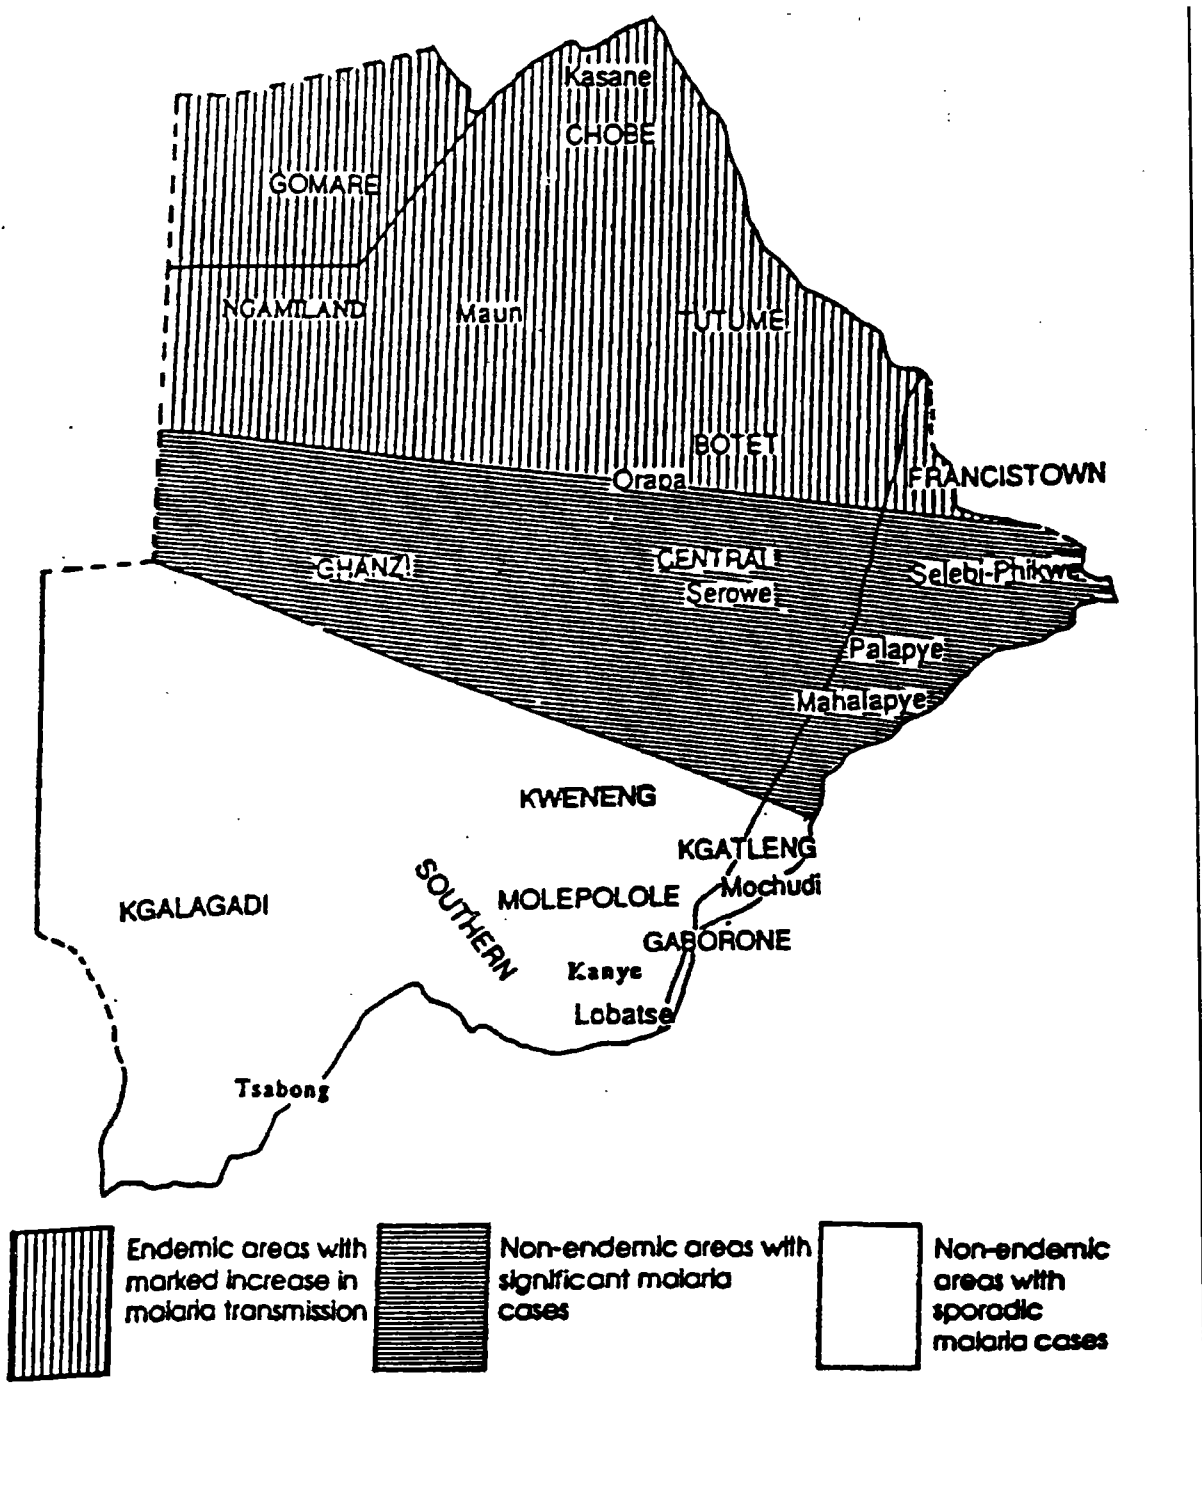 Kasane
CHOBE
GOMARE
NGAMILAND
Maun
TUTUME
BOTET
Orapa
FRANCISTOWN
GHANZI
CENTRAL
Serowe
Selebi-Phikwe
Palapye
Mahalapye
KWENENG
KGATLENG
Mochudi
SOUTHERN
MOLEPOLOLE
KGALAGADI
GABORONE
Kanye
Lobatse
Tsabong
Endemic areas with
marked increase in
malaria transmission
Non-endemic areas with
significant malaria
cases
Non-endemic
areas with
sporadic
malaria cases